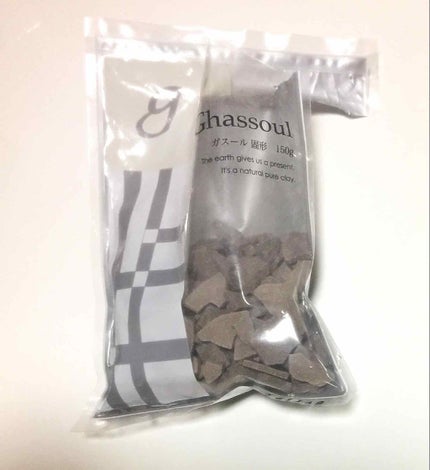 Ghassoul
ガスール 固形 150g
The earth gives us a present.
It's a natural pure clay.